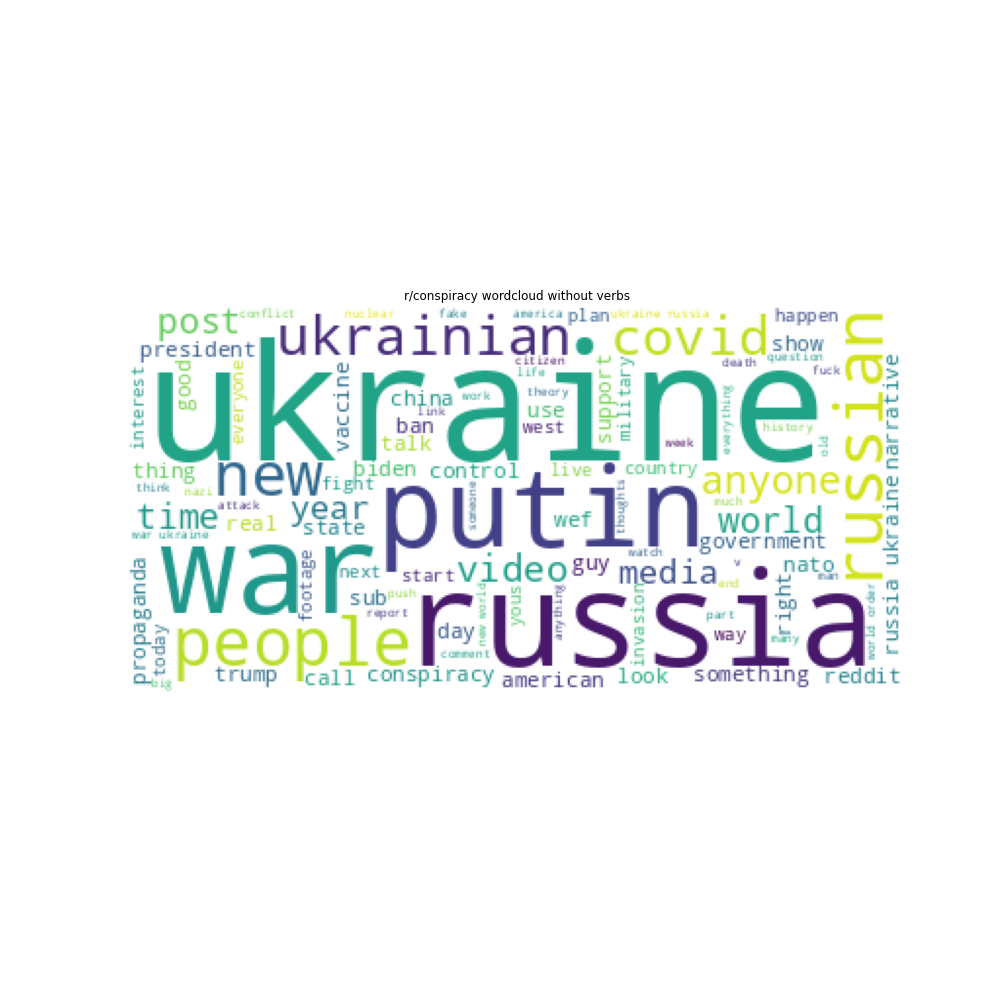 r/conspiracy wordcloud without verbs
post
conflict
nuclear
fake
america
plan
ukraine russia
happen
president
ukrainian
covid
show
russian
interest
good
everyone
ukraine
citizen
death
question
fuck
life
theory
vaccine
china
work
link
ban
talk
use
west
support
military
week
everything
history
old
narrative
thing
think
nazi
new
fight
biden
control
live
country
anyone
much
attack
time
real
year
state
war ukraine
putin
someone
wef
thoughts
world
government
russia ukraine
war
footage
next
start
video
guy
media
watch
v
nato
man
propaganda
today
sub
push
report
yous
new world
anything
invasion
end
right
world order
people
day
comment
russia
part
way
many
big
trump
call
conspiracy
american
look
something
reddit